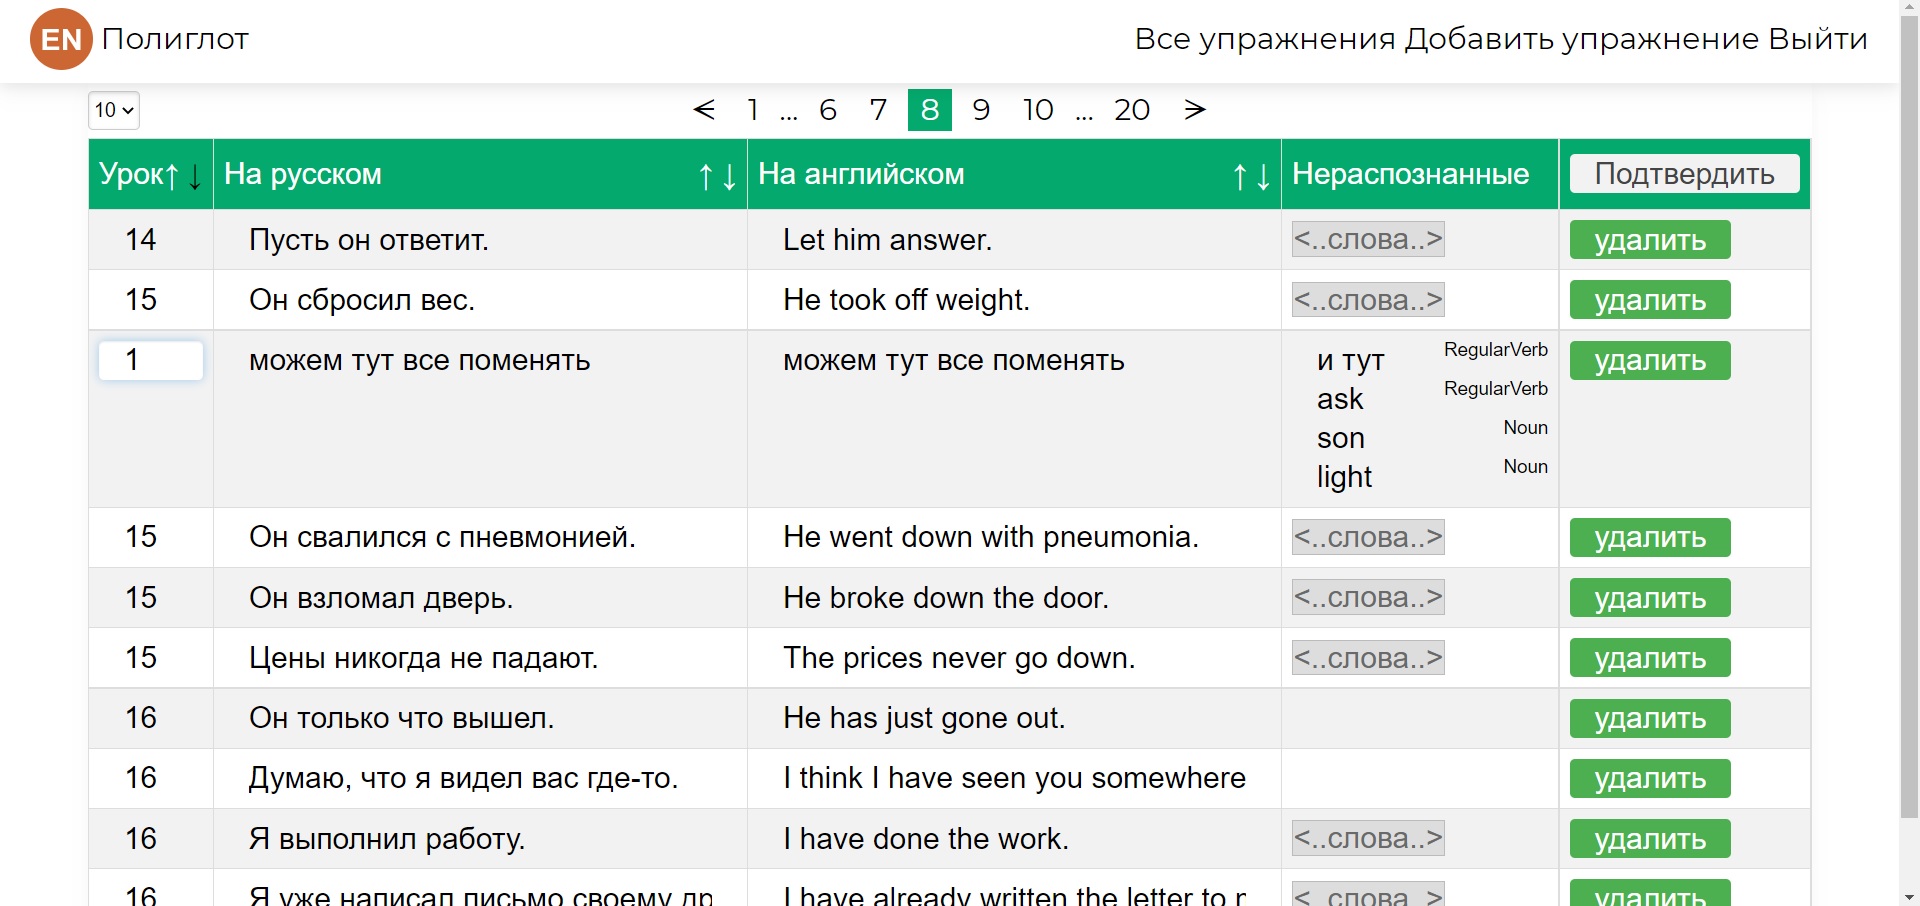 EN Полиглот Все упражнения Добавить упражнение Выйти
10 < 1 ... 6 7 8 9 10 ... 20 >
Урок↑ ↓ На русском ↑ ↓ На английском ↑ ↓ Нераспознанные Подтвердить
14 Пусть он ответит. Let him answer. <..слова..> удалить
15 Он сбросил вес. He took off weight. <..слова..> удалить
1 можем тут все поменять можем тут все поменять и тут RegularVerb удалить
ask RegularVerb
son Noun
light Noun
15 Он свалился с пневмонией. He went down with pneumonia. <..слова..> удалить
15 Он взломал дверь. He broke down the door. <..слова..> удалить
15 Цены никогда не падают. The prices never go down. <..слова..> удалить
16 Он только что вышел. He has just gone out. удалить
16 Думаю, что я видел вас где-то. I think I have seen you somewhere удалить
16 Я выполнил работу. I have done the work. <..слова..> удалить
16 Я уже написал письмо своему др I have already written the letter to <..слова..> удалить